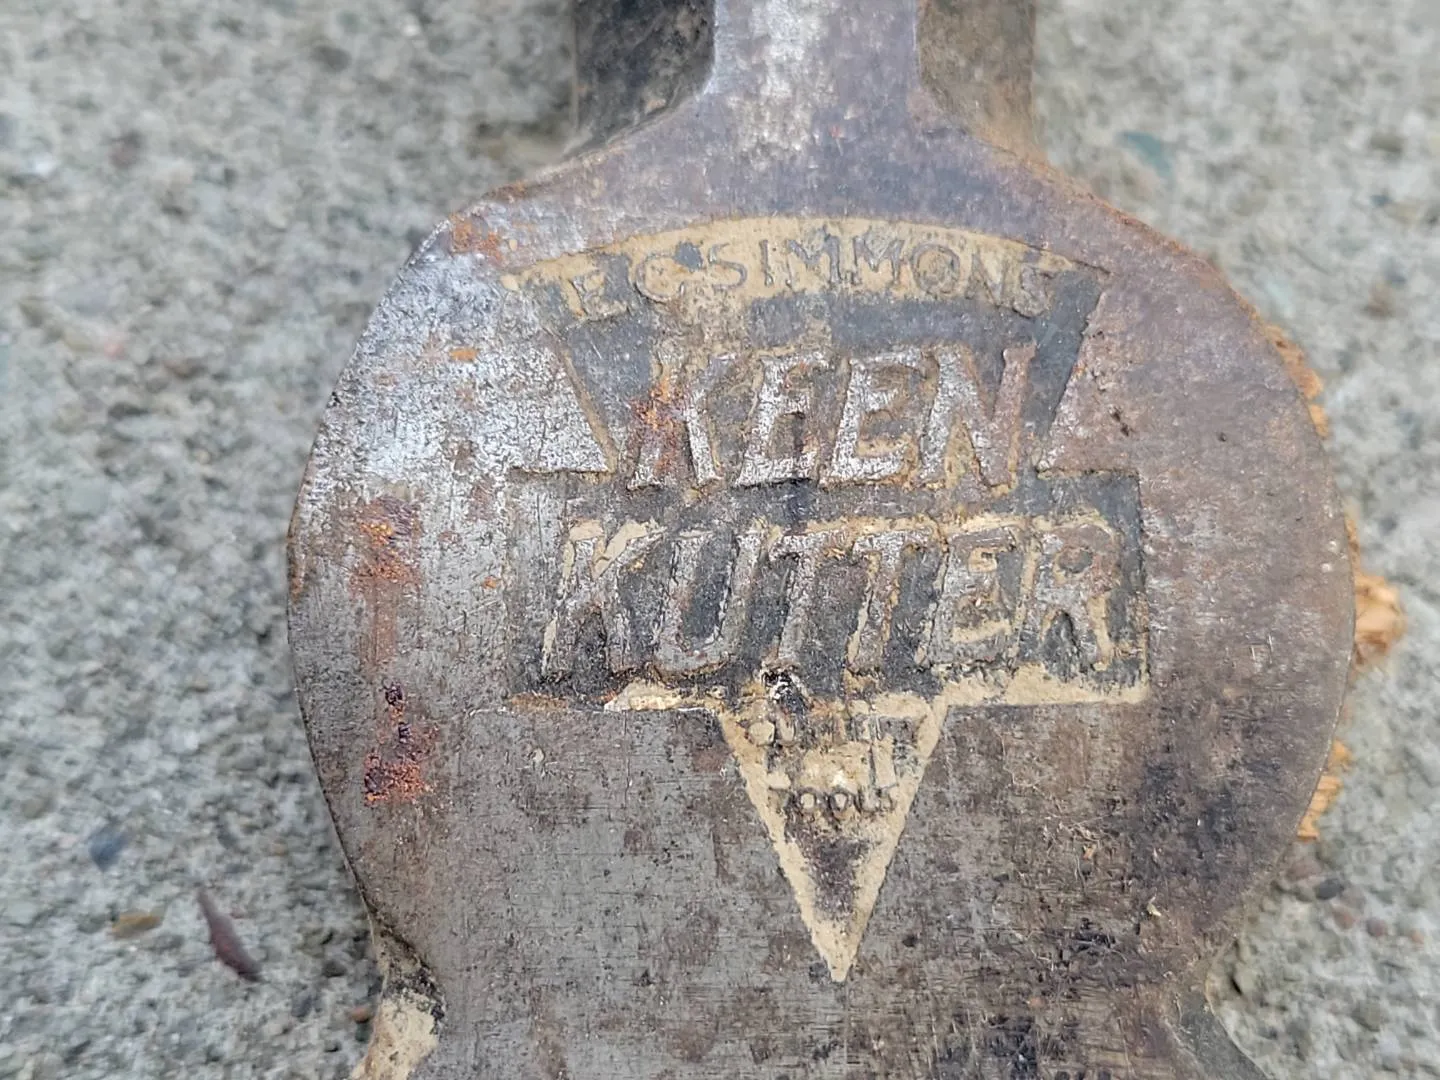 E.C. SIMMONS
KEEN
KUTTER
TOOLS